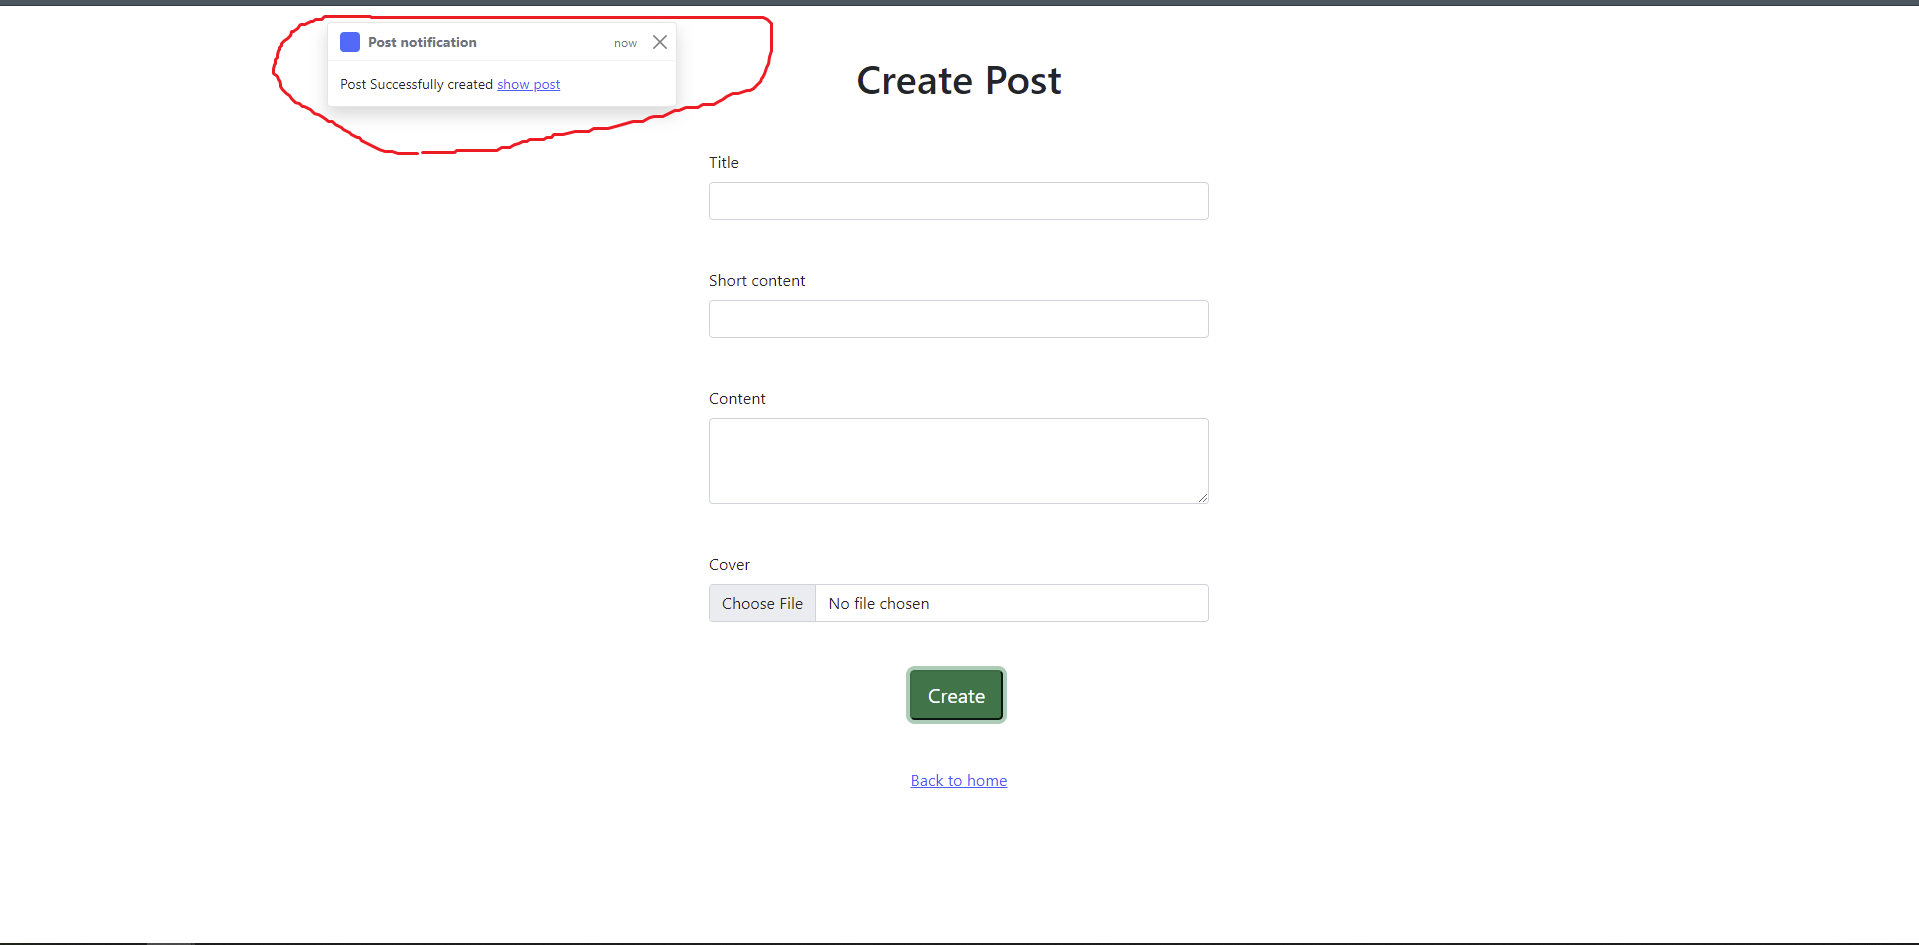 Post notification now
Post Successfully created show post
Create Post
Title
Short content
Content
Cover
Choose File No file chosen
Create
Back to home